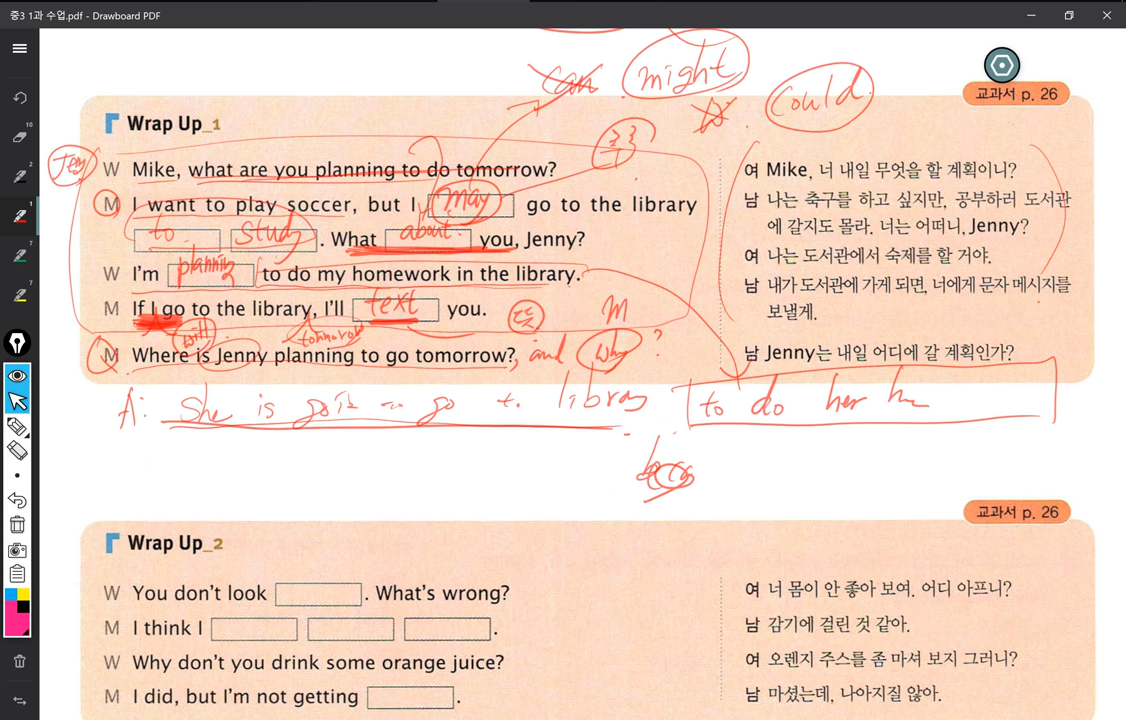 중3 1과 수업.pdf - Drawboard PDF
can might could
교과서 p. 26
Wrap Up_1
W Mike, what are you planning to do tomorrow? 여 Mike, 너 내일 무엇을 할 계획이니?
M I want to play soccer, but I may go to the library 남 나는 축구를 하고 싶지만, 공부하러 도서관
to study. What about you, Jenny? 에 갈지도 몰라. 너는 어떠니, Jenny?
W I'm planning to do my homework in the library. 여 나는 도서관에서 숙제를 할 거야.
M If I go to the library, I'll text you. 남 내가 도서관에 가게 되면, 너에게 문자 메시지를
보낼게.
will tomorrow M
M Where is Jenny planning to go tomorrow?, and why? 남 Jenny는 내일 어디에 갈 계획인가?
A: she is go to library to do her
교과서 p. 26
Wrap Up_2
W You don't look . What's wrong? 여 너 몸이 안 좋아 보여. 어디 아프니?
M I think I . 남 감기에 걸린 것 같아.
W Why don't you drink some orange juice? 여 오렌지 주스를 좀 마셔 보지 그러니?
M I did, but I'm not getting . 남 마셨는데, 나아지질 않아.